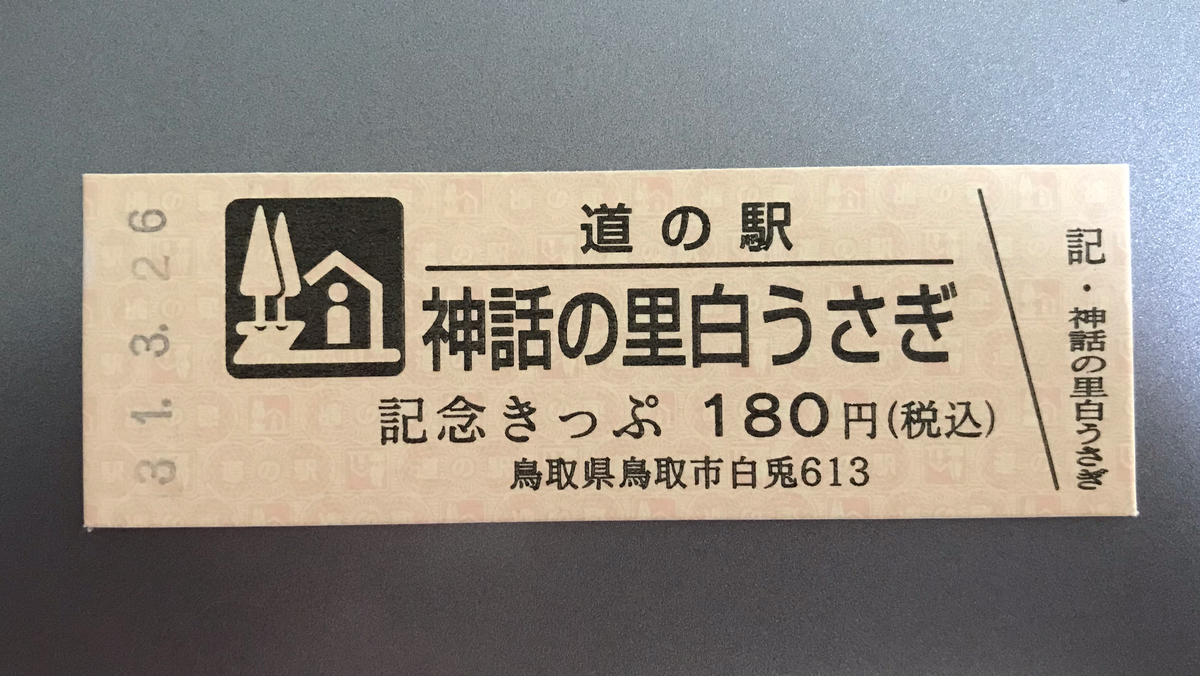 31.3.26
道の駅
神話の里白うさぎ
記念きっぷ 180円(税込)
鳥取県鳥取市白兎613
記・神話の里白うさぎ